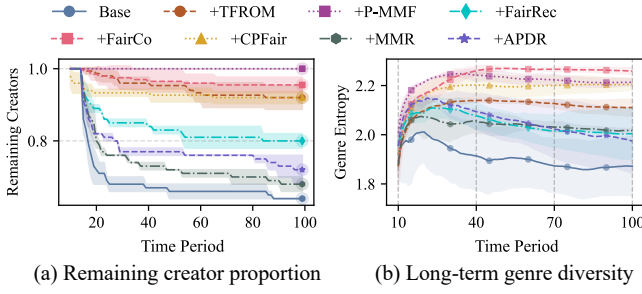 Base +TFROM +P-MMF +FairRec
+FairCo +CPFair +MMR +APDR
Remaining Creators
1.0
0.8
20 40 60 80 100
Time Period
(a) Remaining creator proportion
Genre Entropy
2.2
2.0
1.8
10 40 70 100
Time Period
(b) Long-term genre diversity